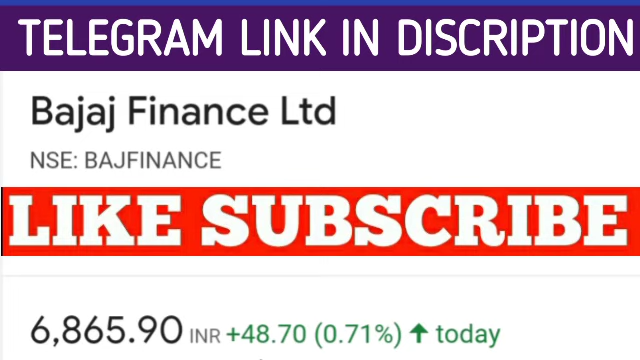 TELEGRAM LINK IN DISCRIPTION
Bajaj Finance Ltd
NSE: BAJFINANCE
LIKE SUBSCRIBE
6,865.90 INR +48.70 (0.71%) ↑ today